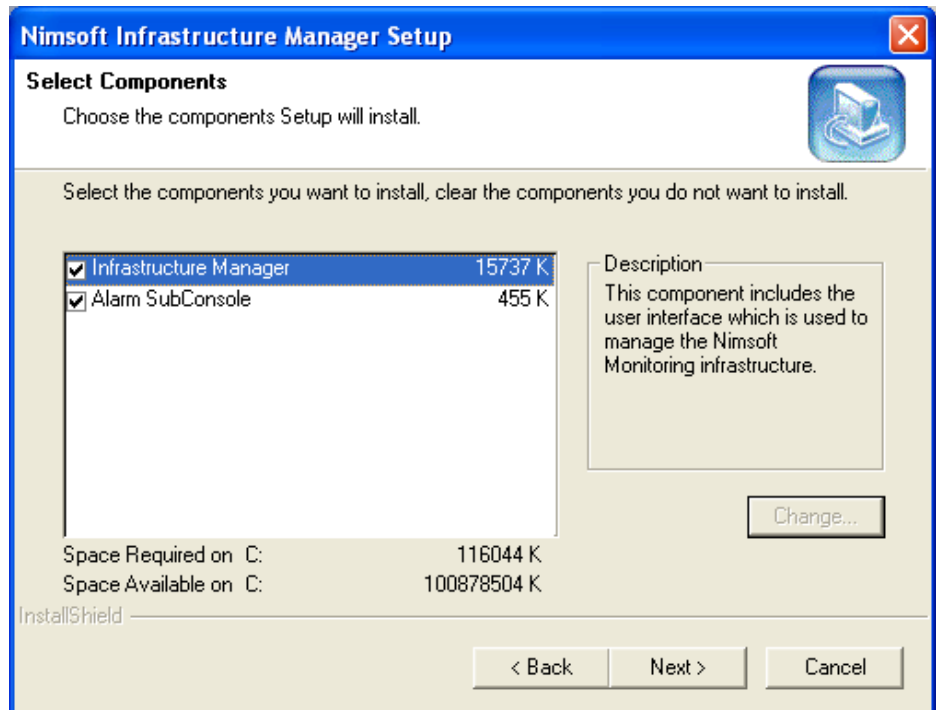 Nimsoft Infrastructure Manager Setup
Select Components
Choose the components Setup will install.
Select the components you want to install, clear the components you do not want to install.
Infrastructure Manager 15737 K
Alarm SubConsole 455 K
Description
This component includes the
user interface which is used to
manage the Nimsoft
Monitoring infrastructure.
Change...
Space Required on C: 116044 K
Space Available on C: 100878504 K
InstallShield
< Back Next > Cancel